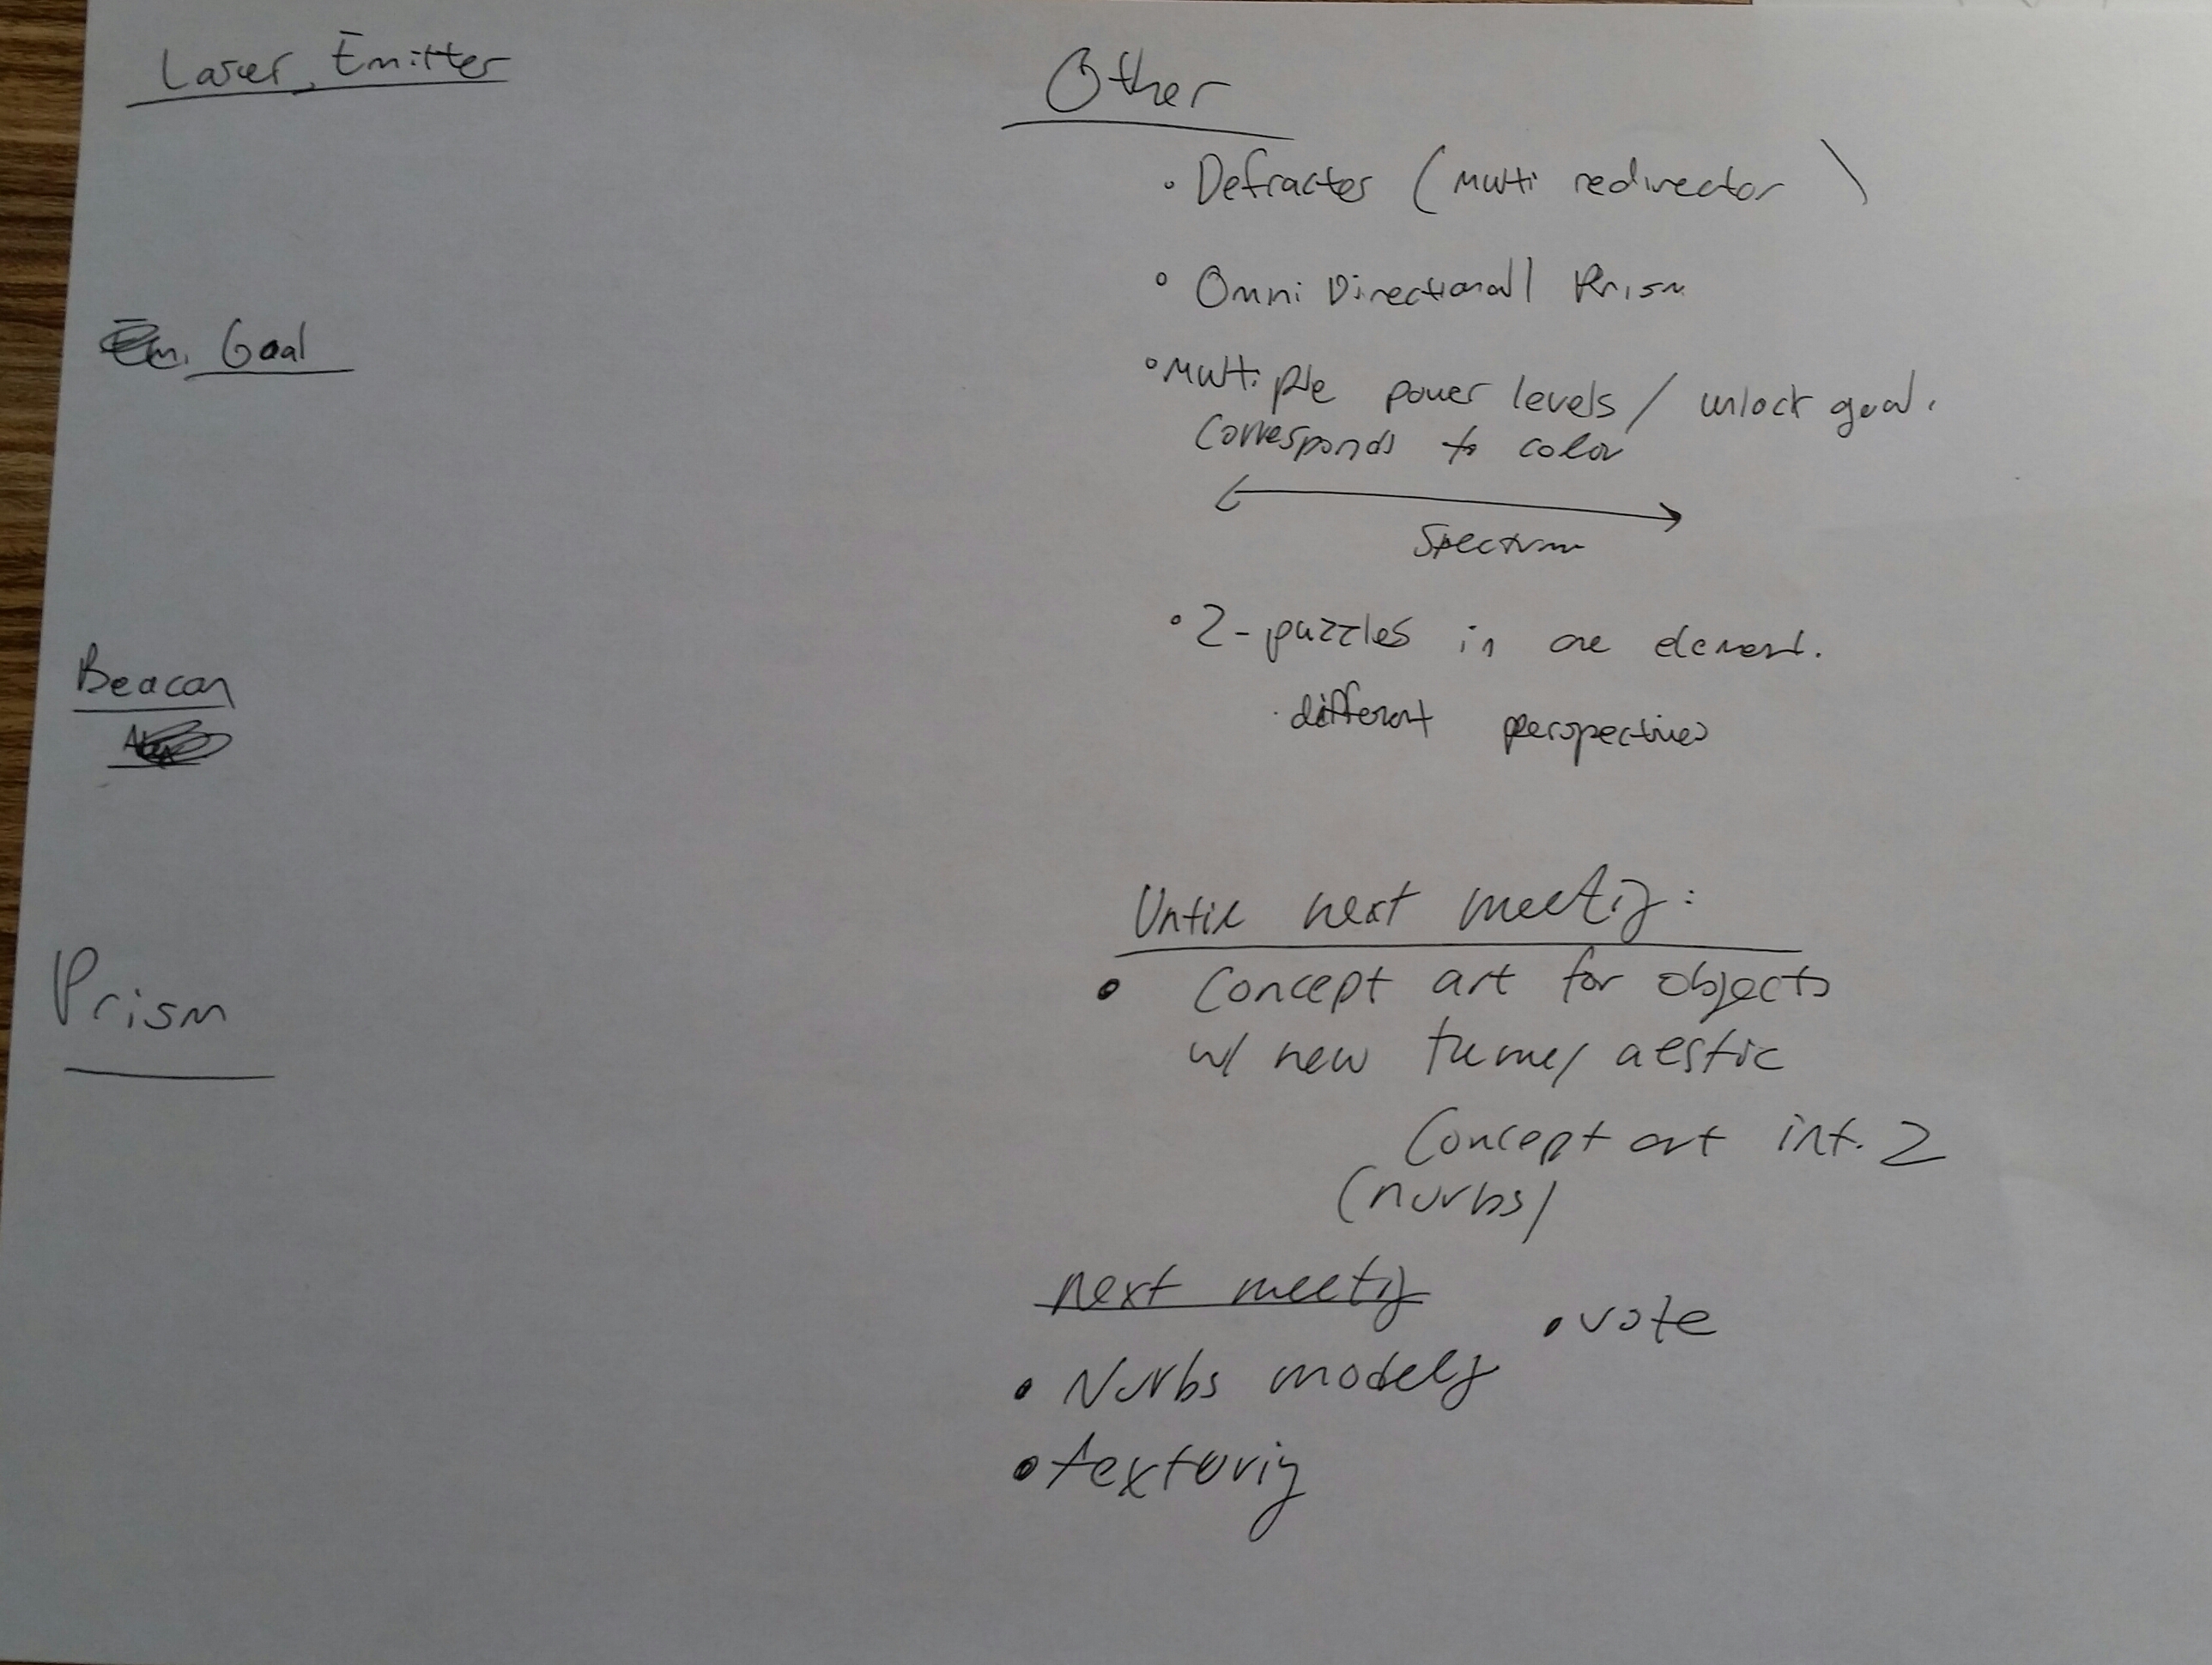 Laser Emitter
Goal
Beacon
Prism
Other
• Defractor (multi redirector )
• Omni Directional Prism
• Multiple power levels / unlock goal.
Corresponds to color
Spectrum
• 2-puzzles in one element.
• different perspectives
Until next meeting:
• Concept art for objects
w/ new theme/ aestic
Concept art int. 2
(nurbs)
next meeting
• vote
• Nurbs models
• texturing